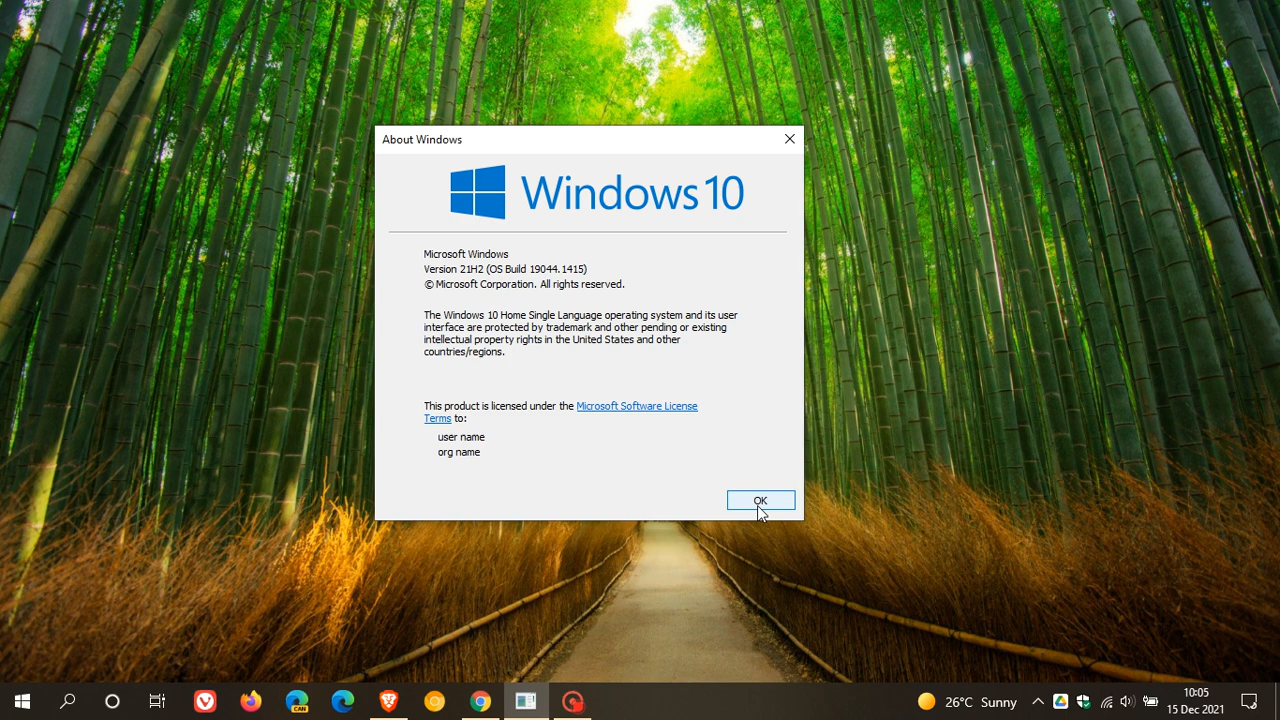 About Windows
Windows 10
Microsoft Windows
Version 21H2 (OS Build 19044.1415)
© Microsoft Corporation. All rights reserved.
The Windows 10 Home Single Language operating system and its user
interface are protected by trademark and other pending or existing
intellectual property rights in the United States and other
countries/regions.
This product is licensed under the Microsoft Software License
Terms to:
user name
org name
OK
CAN
26°C Sunny
10:05
15 Dec 2021